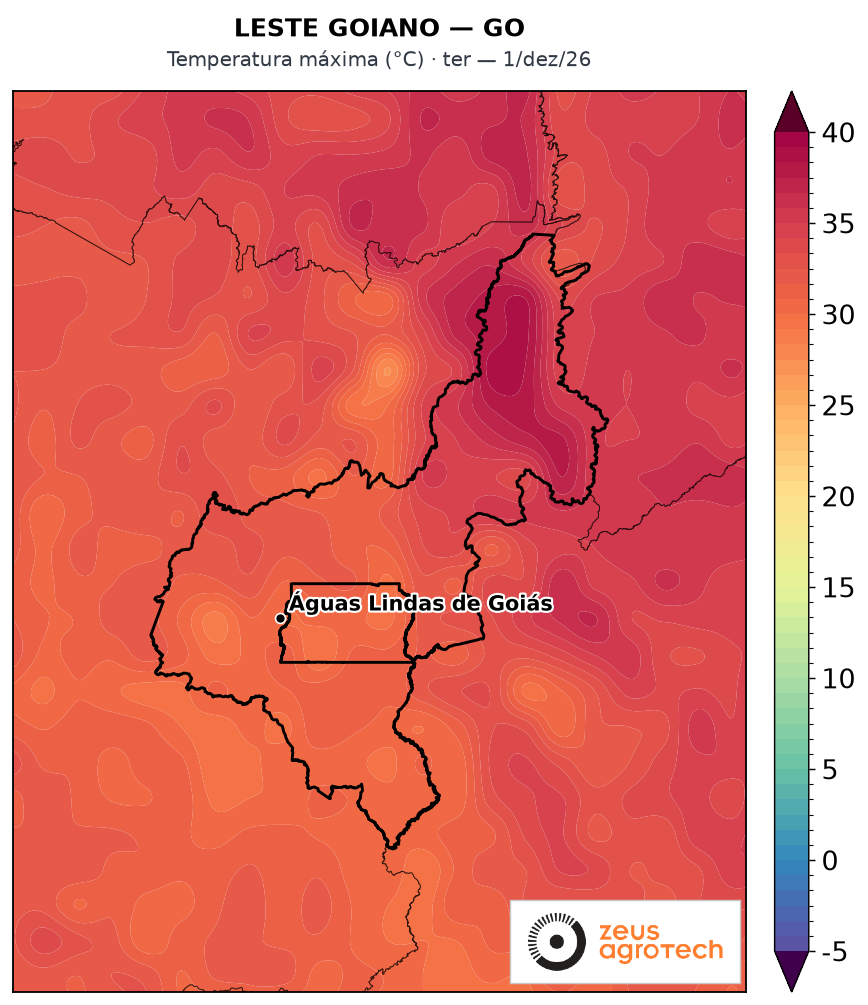 LESTE GOIANO — GO
Temperatura máxima (°C) · ter — 1/dez/26
40
35
30
25
20
15
10
5
0
-5
Águas Lindas de Goiás
zeus
agrotech